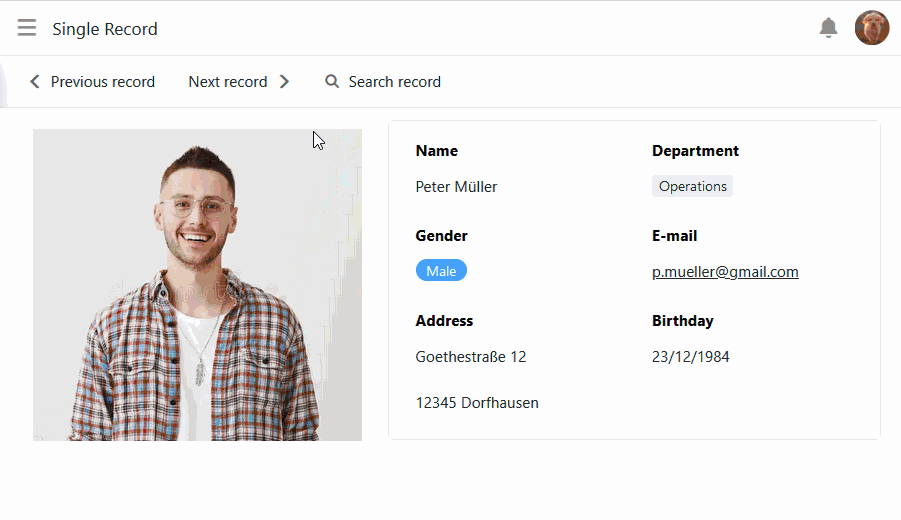 Single Record
Previous record Next record Search record
Name Department
Peter Müller Operations
Gender E-mail
Male p.mueller@gmail.com
Address Birthday
Goethestraße 12 23/12/1984
12345 Dorfhausen